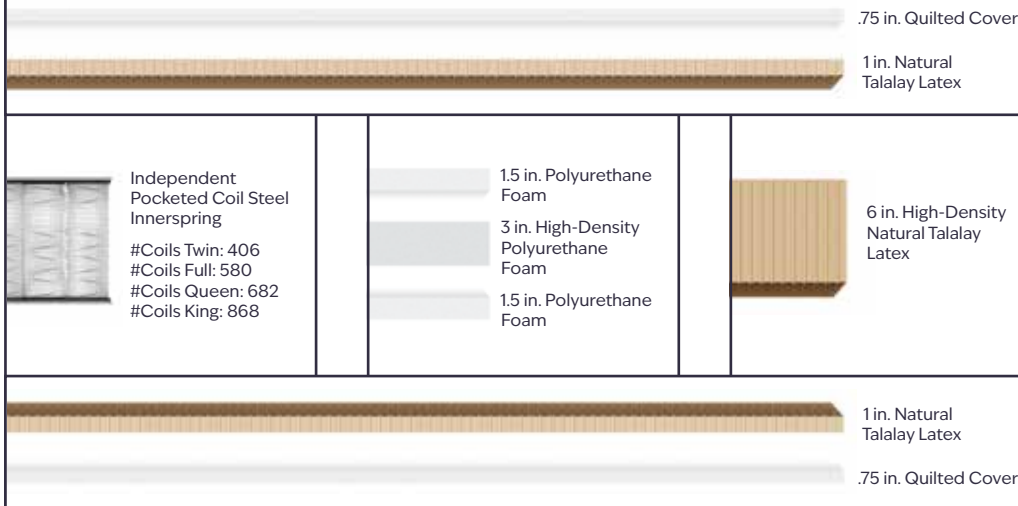 .75 in. Quilted Cover
1 in. Natural
Talalay Latex
Independent
Pocketed Coil Steel
Innerspring
#Coils Twin: 406
#Coils Full: 580
#Coils Queen: 682
#Coils King: 868
1.5 in. Polyurethane
Foam
3 in. High-Density
Polyurethane
Foam
1.5 in. Polyurethane
Foam
6 in. High-Density
Natural Talalay
Latex
1 in. Natural
Talalay Latex
.75 in. Quilted Cover